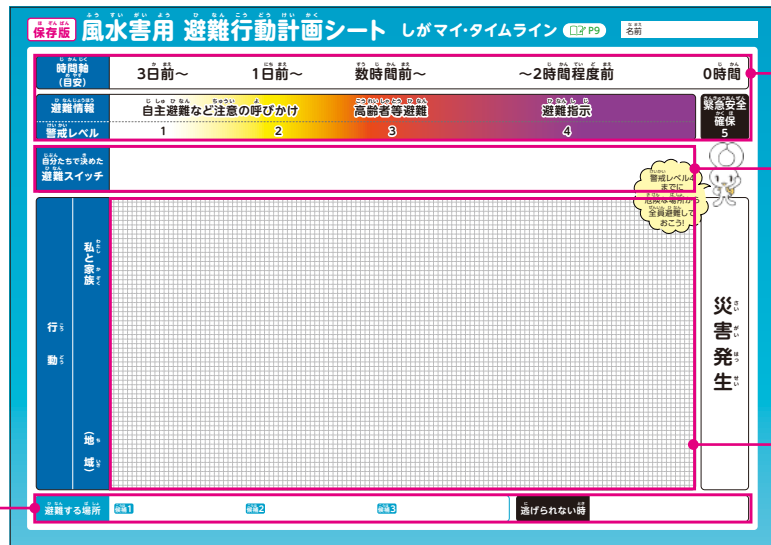 保存版 風水害用 避難行動計画シート しがマイ・タイムライン P9 名前
時間軸
(目安)
3日前～ 1日前～ 数時間前～ ～2時間程度前 0時間
避難情報 自主避難など注意の呼びかけ 高齢者等避難 避難指示 緊急安全
確保
警戒レベル 1 2 3 4 5
自分たちで決めた
避難スイッチ
警戒レベル4
までに
危険な場所から
全員避難して
おこう!
行動
私と家族
(地域)
災害発生
避難する場所 候補1 候補2 候補3 逃げられない時